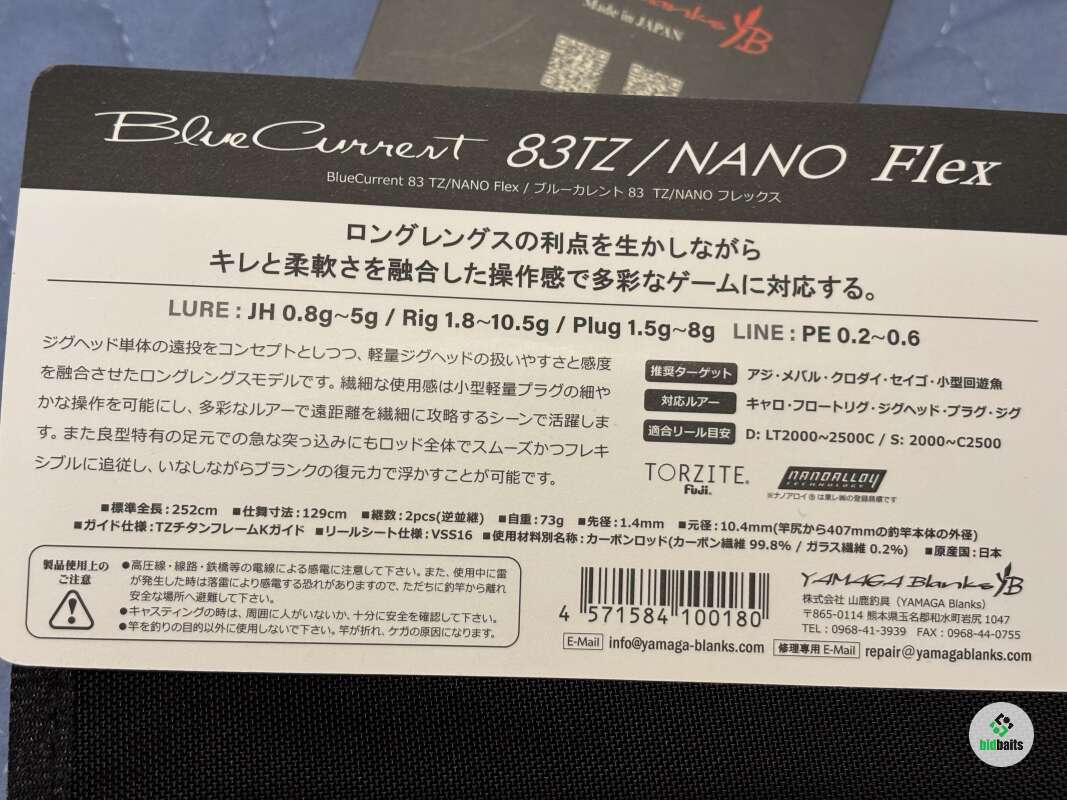 Blanks YB
Made in JAPAN
BlueCurrent 83TZ/NANO Flex
BlueCurrent 83 TZ/NANO Flex / ブルーカレント 83 TZ/NANO フレックス
ロングレングスの利点を生かしながら
キレと柔軟さを融合した操作感で多彩なゲームに対応する。
LURE : JH 0.8g~5g / Rig 1.8~10.5g / Plug 1.5g~8g LINE : PE 0.2~0.6
ジグヘッド単体の遠投をコンセプトとしつつ、軽量ジグヘッドの扱いやすさと感度
を融合させたロングレングスモデルです。繊細な使用感は小型軽量プラグの細や
かな操作を可能にし、多彩なルアーで遠距離を繊細に攻略するシーンで活躍しま
す。また良型特有の足元での急な突っ込みにもロッド全体でスムーズかつフレキ
シブルに追従し、いなしながらブランクの復元力で浮かすことが可能です。
推奨ターゲット アジ・メバル・クロダイ・セイゴ・小型回遊魚
対応ルアー キャロ・フロートリグ・ジグヘッド・プラグ・ジグ
適合リール目安 D: LT2000~2500C / S: 2000~C2500
TORZITE® Fuji® NANOALLOY TECHNOLOGY
※ナノアロイ®は東レ㈱の登録商標です
■標準全長:252cm ■仕舞寸法:129cm ■継数:2pcs(逆並継) ■自重:73g ■先径:1.4mm ■元径:10.4mm(竿尻から407mmの釣竿本体の外径)
■ガイド仕様:TZチタンフレームKガイド ■リールシート仕様:VSS16 ■使用材料別名称:カーボンロッド(カーボン繊維 99.8% / ガラス繊維 0.2%) ■原産国:日本
製品使用上の
ご注意
●高圧線・線路・鉄橋等の電線による感電に注意して下さい。また、使用中に雷
が発生した時は落雷により感電する恐れがありますので、ただちに釣竿から離れ
安全な場所へ避難して下さい。
●キャスティングの時は、周囲に人がいないか、十分に安全を確認して下さい。
●竿を釣りの目的以外に使用しないで下さい。竿が折れ、ケガの原因になります。
4 571584 100180
YAMAGA Blanks YB
株式会社 山鹿釣具(YAMAGA Blanks)
〒865-0114 熊本県玉名郡和水町岩尻 1047
TEL : 0968-41-3939 FAX : 0968-44-0755
E-Mail info@yamaga-blanks.com 修理専用 E-Mail repair@yamagablanks.com
bidbaits